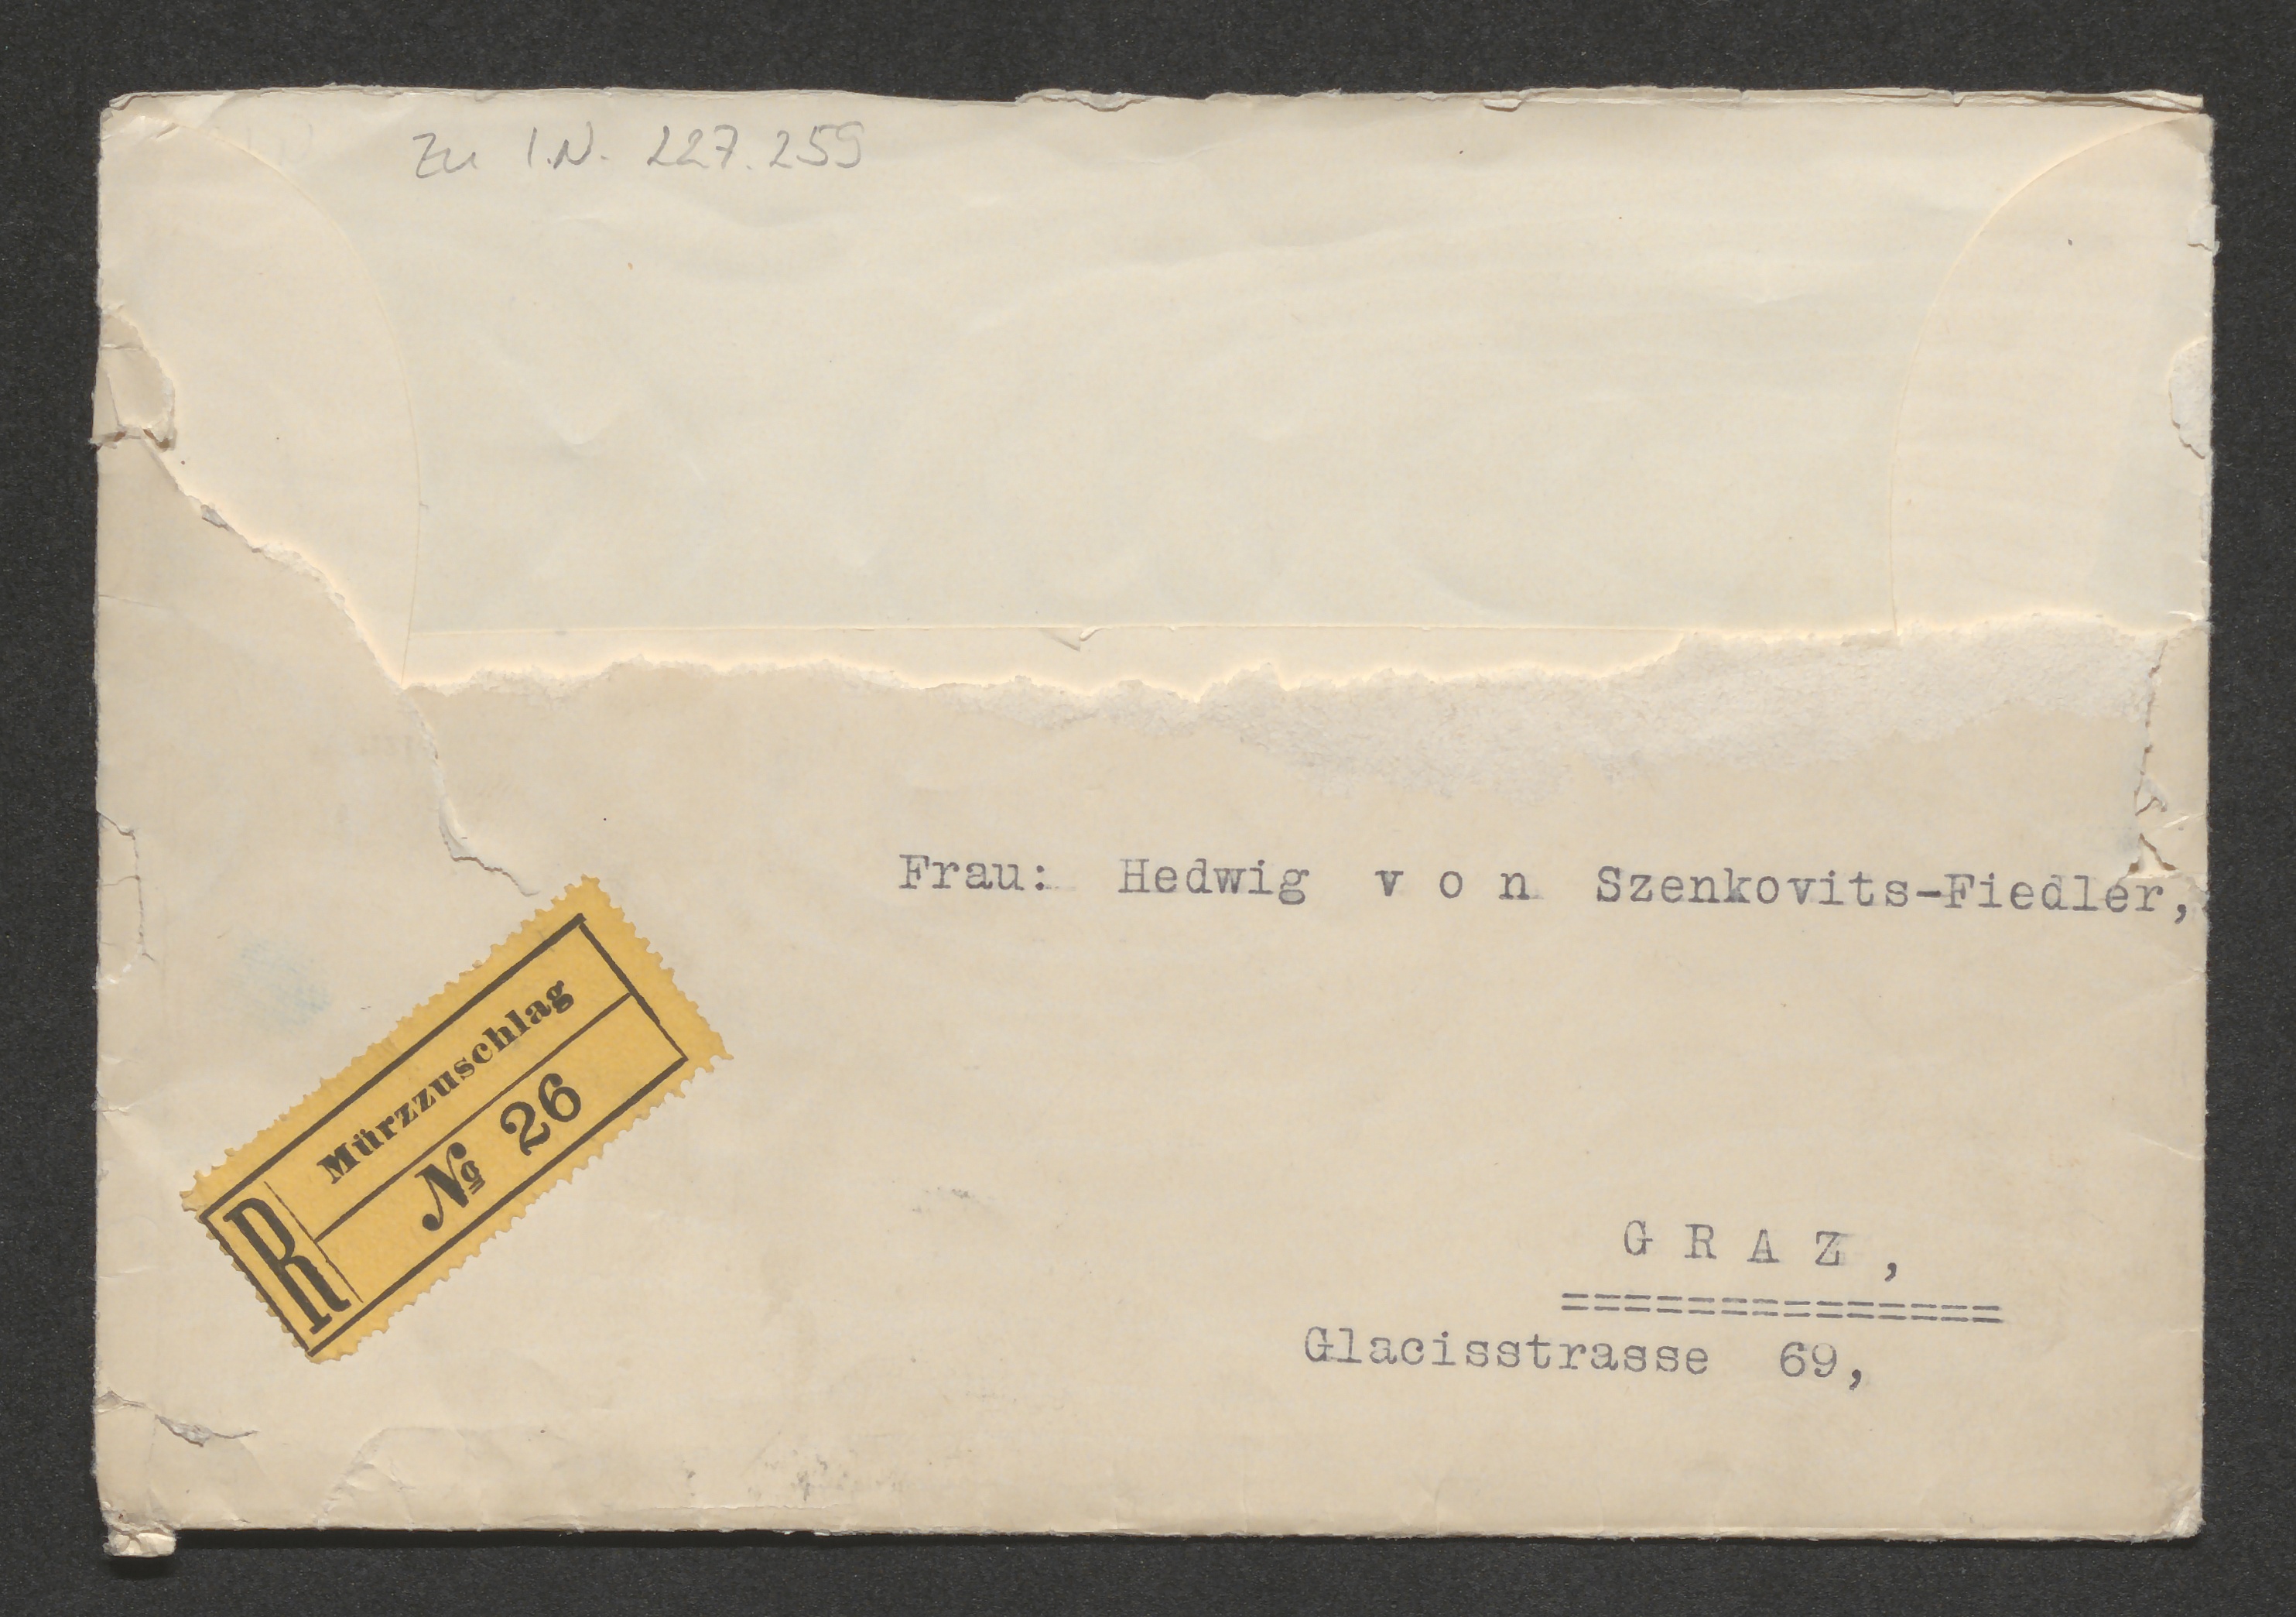 Zu I.N. 227.259
Frau: Hedwig v o n Szenkovits-Fiedler,
Mürzzuschlag
R
№ 26
G R A Z ,
==============
Glacisstrasse 69,